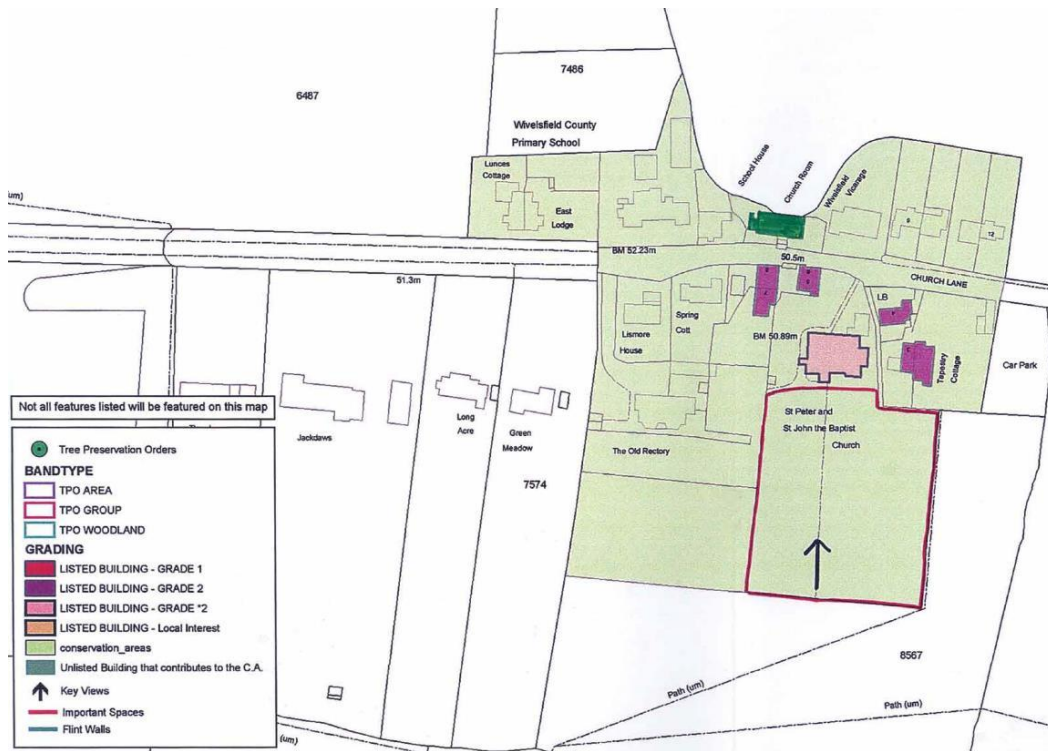 7486
6487
Wivelsfield County
Primary School
Lunces
Cottage
East
Lodge
School House
Church Room
Wivelsfield
Vicarage
(um)
BM 52.23m
50.5m
51.3m
CHURCH LANE
12
LB
Lismore
House
Spring
Cott
BM 50.89m
Tapestry
Cottage
Car Park
Jackdaws
Long
Acre
Green
Meadow
7574
The Old Rectory
St Peter and
St John the Baptist
Church
8567
Path (um)
Path (um)
(um)
Not all features listed will be featured on this map
Tree Preservation Orders
BANDTYPE
TPO AREA
TPO GROUP
TPO WOODLAND
GRADING
LISTED BUILDING - GRADE 1
LISTED BUILDING - GRADE 2
LISTED BUILDING - GRADE *2
LISTED BUILDING - Local Interest
conservation_areas
Unlisted Building that contributes to the C.A.
Key Views
Important Spaces
Flint Walls